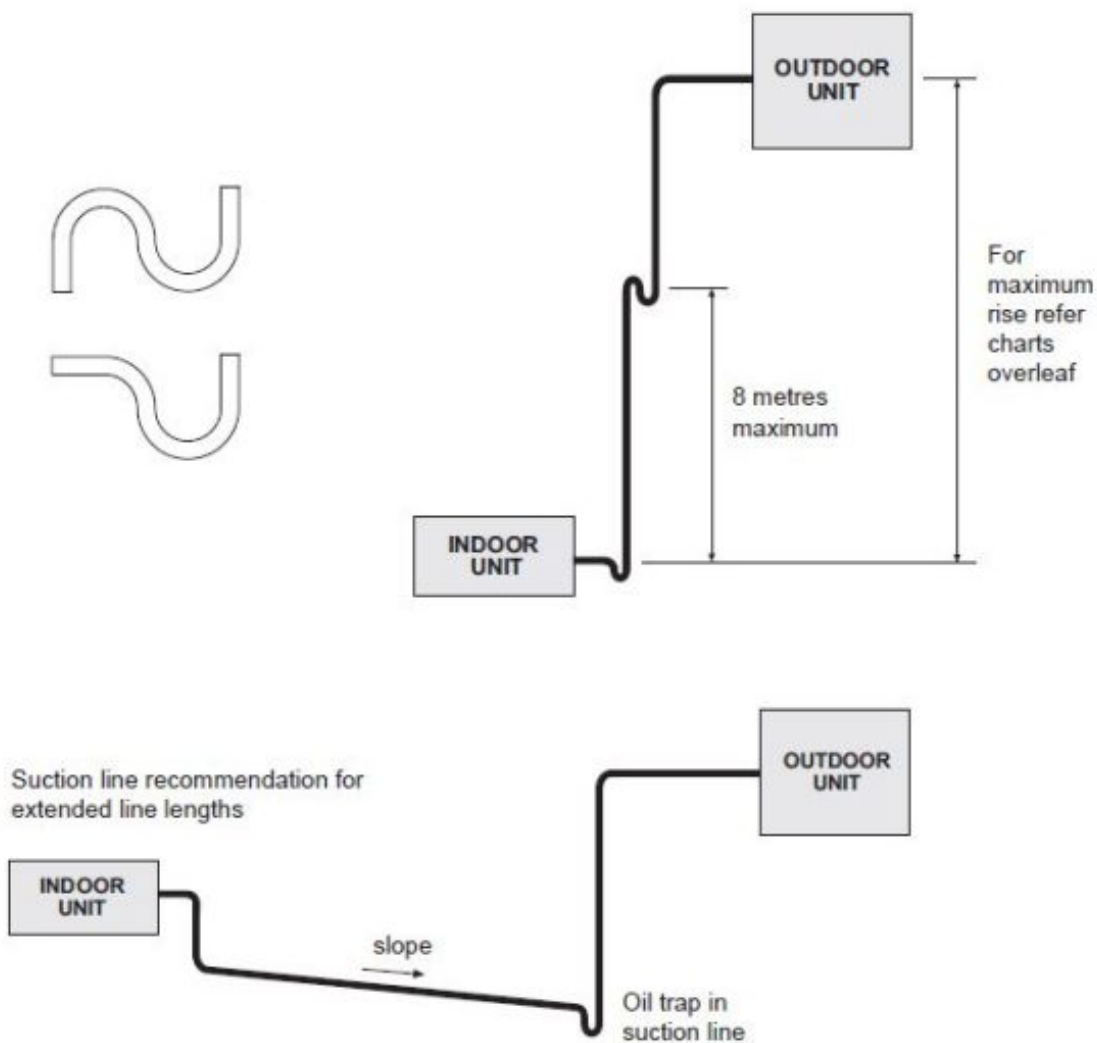 OUTDOOR
UNIT
For
maximum
rise refer
charts
overleaf
8 metres
maximum
INDOOR
UNIT
Suction line recommendation for
extended line lengths
OUTDOOR
UNIT
INDOOR
UNIT
slope
Oil trap in
suction line